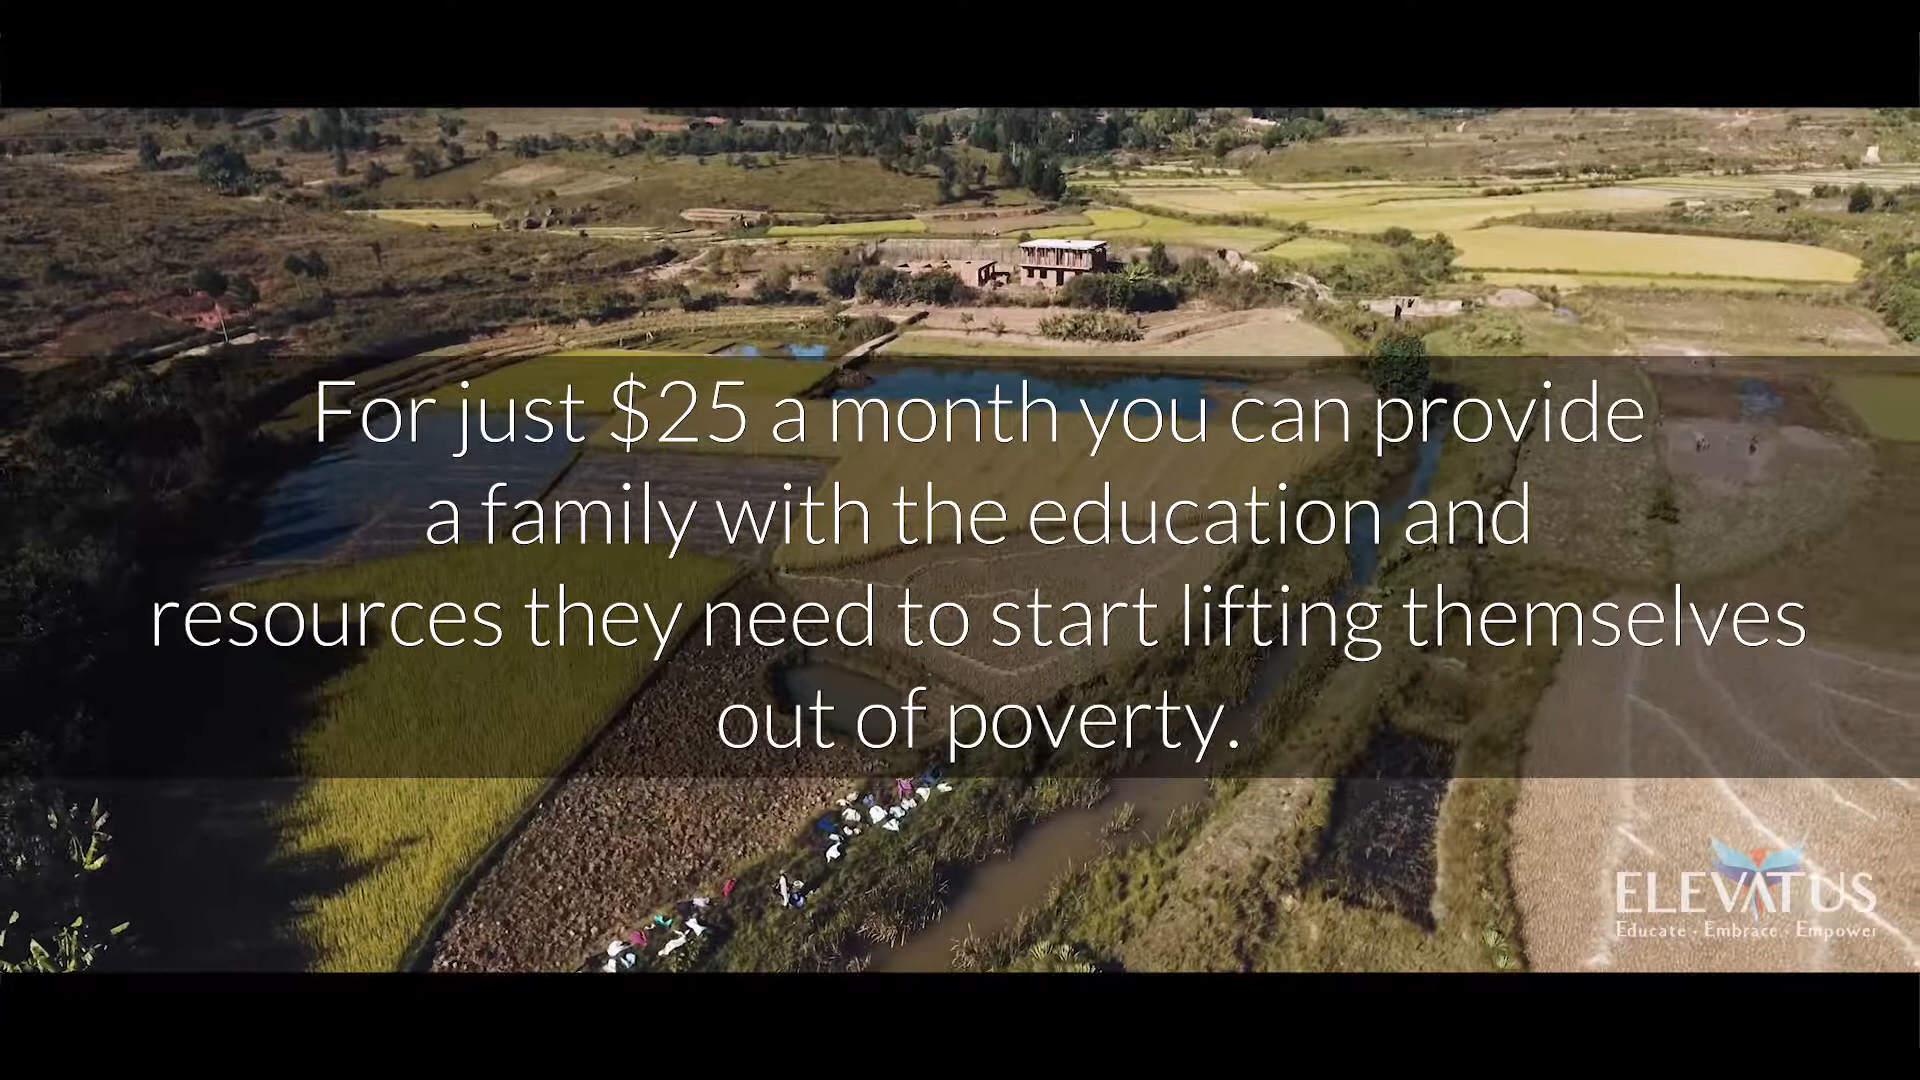 For just $25 a month you can provide
a family with the education and
resources they need to start lifting themselves
out of poverty.
ELEVATUS
Educate · Embrace · Empower